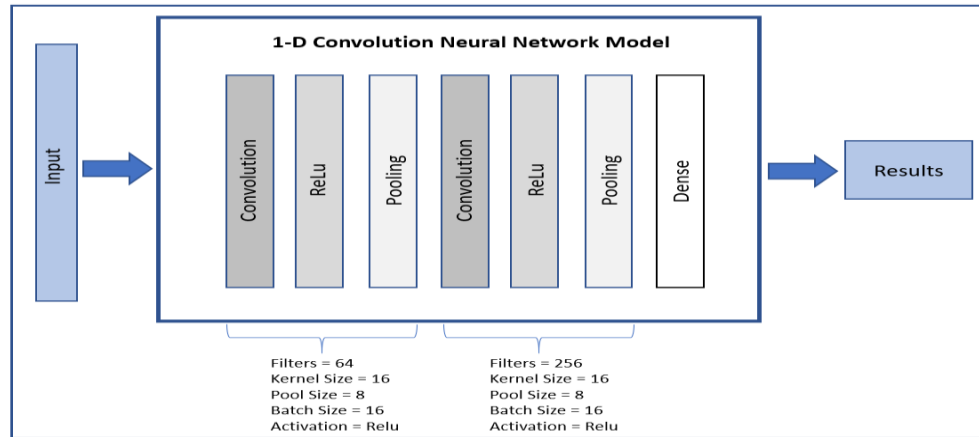 1-D Convolution Neural Network Model
Input
Convolution
ReLu
Pooling
Convolution
ReLu
Pooling
Dense
Results
Filters = 64
Kernel Size = 16
Pool Size = 8
Batch Size = 16
Activation = Relu
Filters = 256
Kernel Size = 16
Pool Size = 8
Batch Size = 16
Activation = Relu